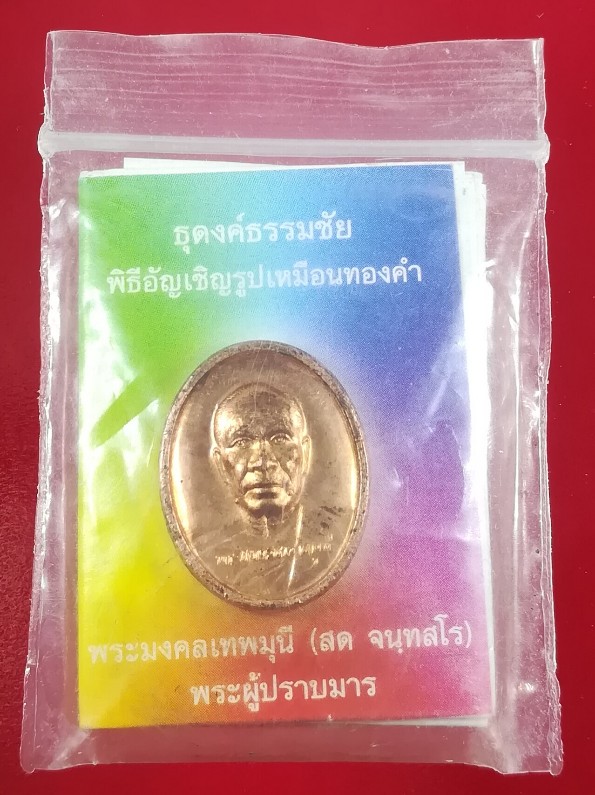 ธุดงค์ธรรมชัย
พิธีอัญเชิญรูปเหมือนทองคำ
พระมงคลเทพมุนี (สด จนฺทสโร)
พระผู้ปราบมาร